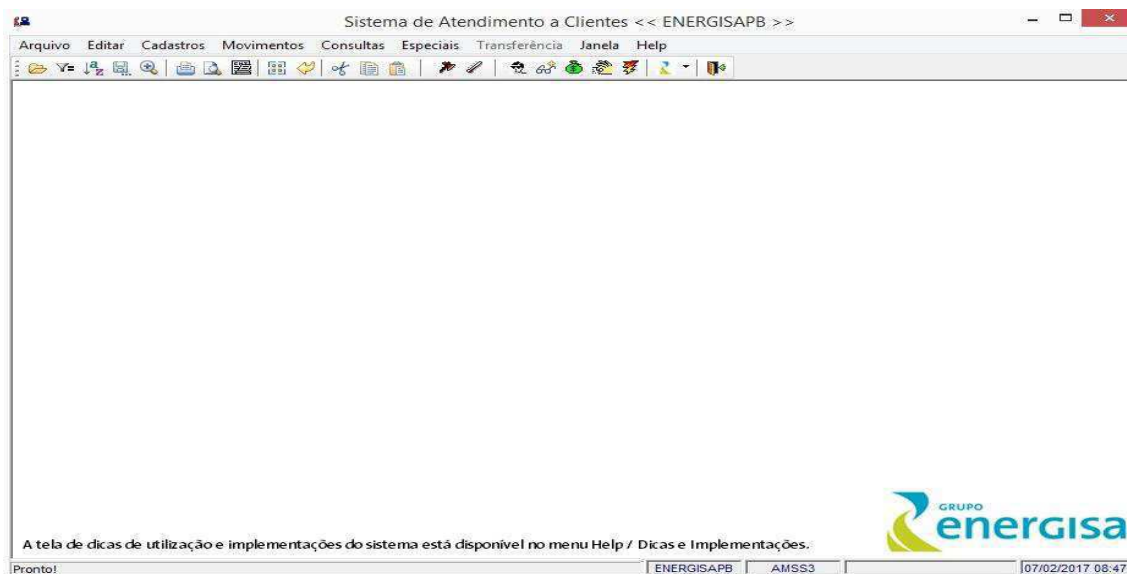 Sistema de Atendimento a Clientes << ENERGISAPB >>
Arquivo Editar Cadastros Movimentos Consultas Especiais Transferência Janela Help
GRUPO
energisa
A tela de dicas de utilização e implementações do sistema está disponível no menu Help / Dicas e Implementações.
Pronto! ENERGISAPB AMSS3 07/02/2017 08:47